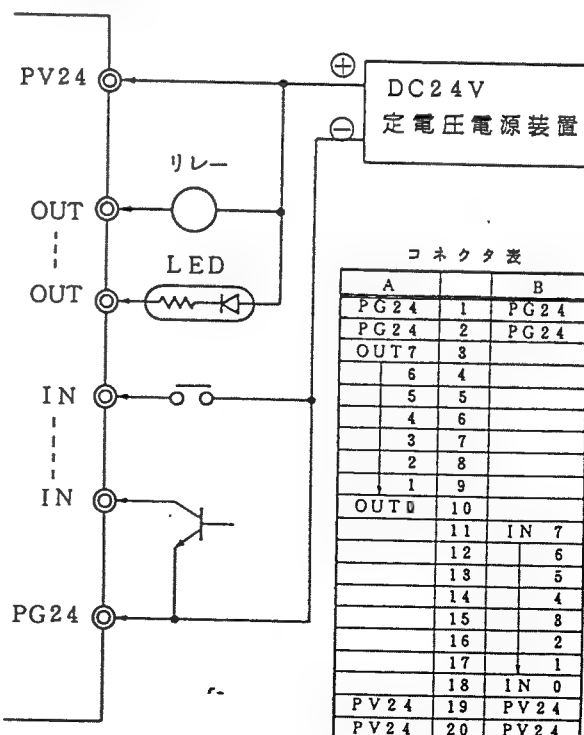 PV24
OUT
OUT
IN
IN
PG24
リレー
LED
⊕
⊖
DC24V
定電圧電源装置
コネクタ表
A B
PG24 1 PG24
PG24 2 PG24
OUT7 3
6 4
5 5
4 6
3 7
2 8
1 9
OUT0 10
11 IN 7
12 6
13 5
14 4
15 3
16 2
17 1
18 IN 0
PV24 19 PV24
PV24 20 PV24